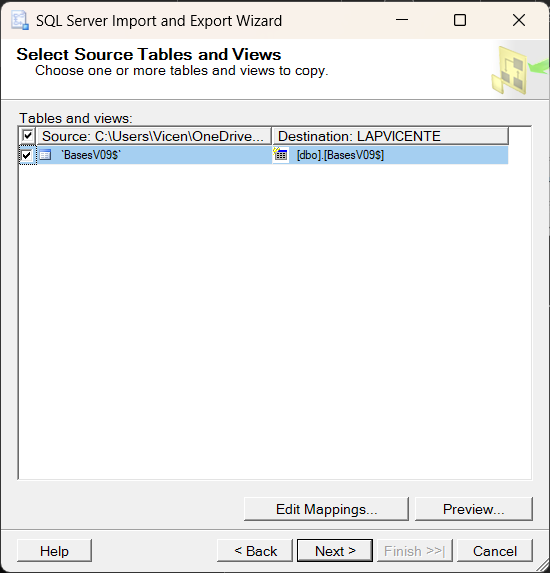 SQL Server Import and Export Wizard
Select Source Tables and Views
Choose one or more tables and views to copy.
Tables and views:
Source: C:\Users\Vicen\OneDrive... Destination: LAPVICENTE
`BasesV09$` [dbo].[BasesV09$]
Edit Mappings... Preview...
Help < Back Next > Finish >>| Cancel